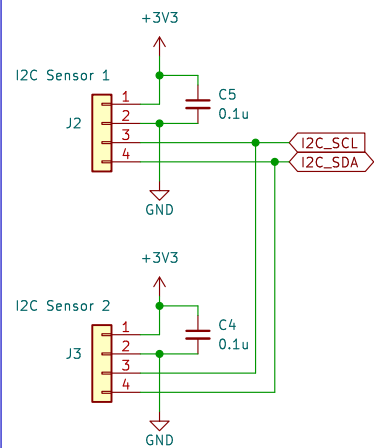 +3V3
I2C Sensor 1
C5
0.1u
J2
1
2
3
4
I2C_SCL
I2C_SDA
GND
+3V3
I2C Sensor 2
C4
0.1u
J3
1
2
3
4
GND